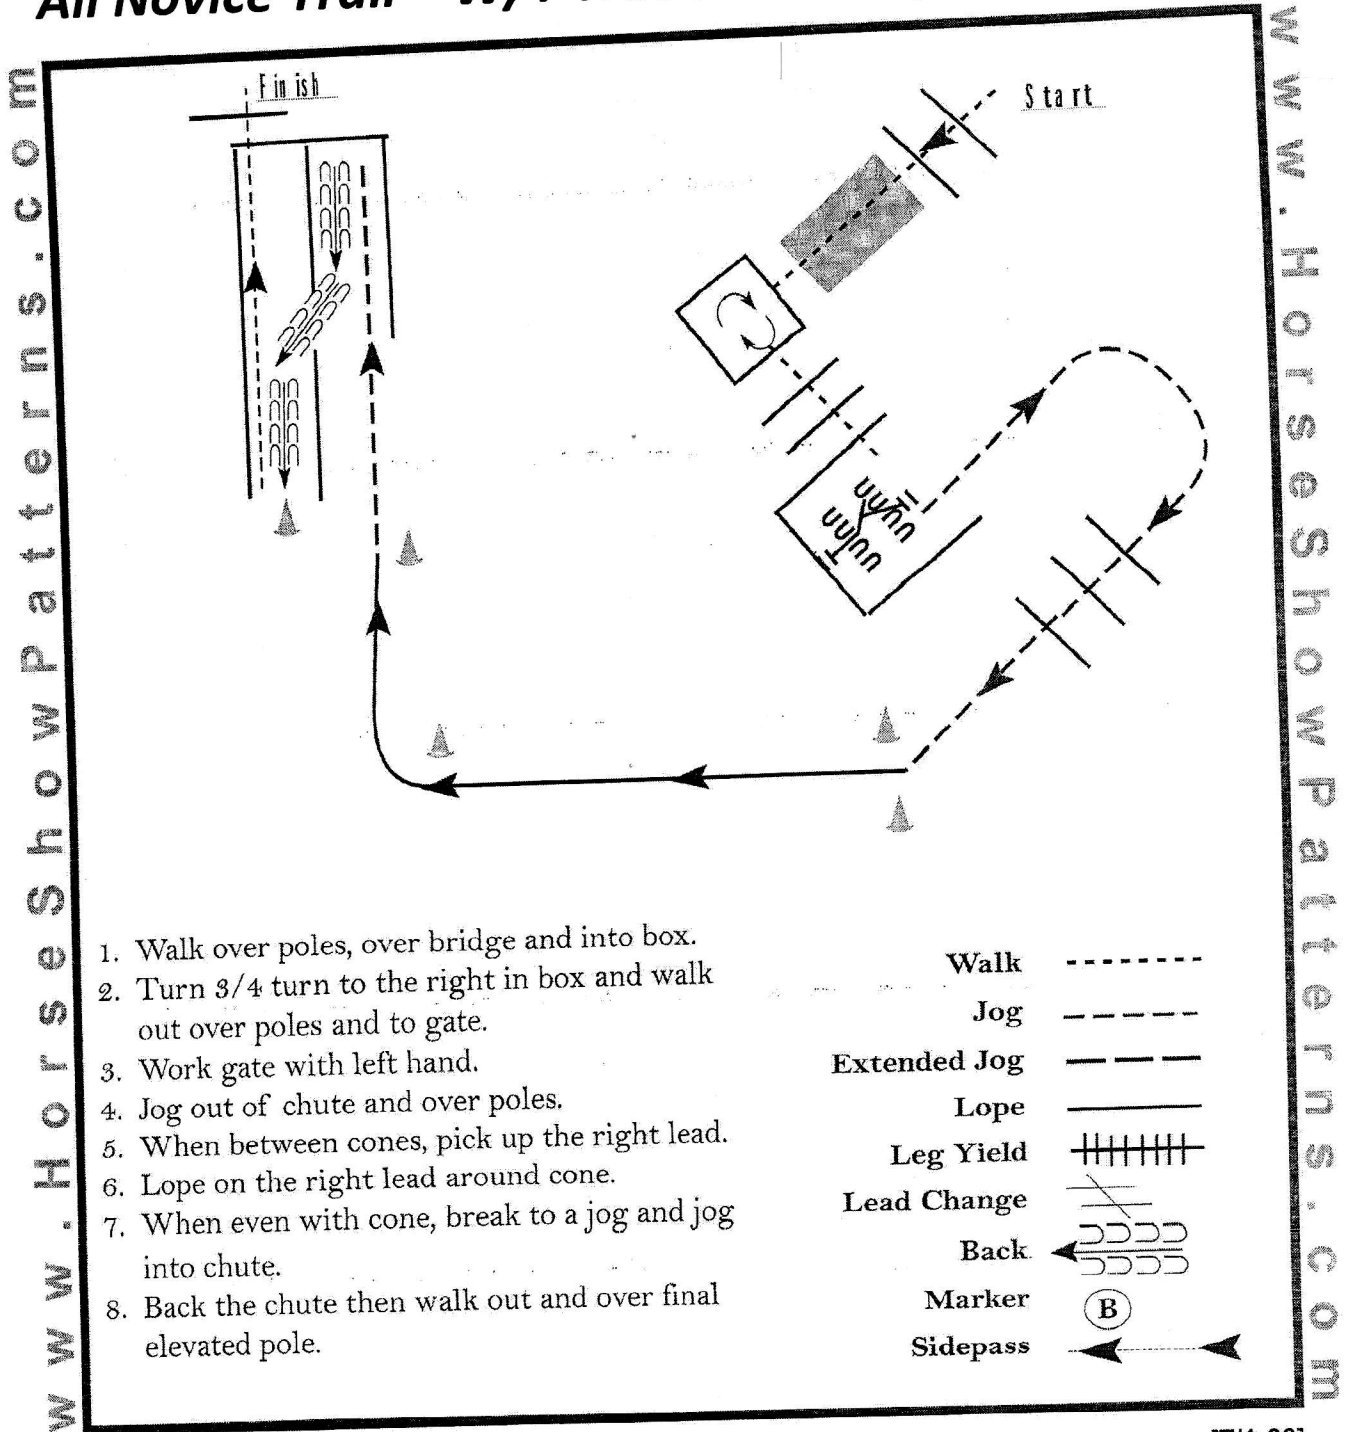 All Novice Trail
Finish
Start
www.HorseShowPatterns.com
www.HorseShowPatterns.com
1. Walk over poles, over bridge and into box.
2. Turn 3/4 turn to the right in box and walk
out over poles and to gate.
3. Work gate with left hand.
4. Jog out of chute and over poles.
5. When between cones, pick up the right lead.
6. Lope on the right lead around cone.
7. When even with cone, break to a jog and jog
into chute.
8. Back the chute then walk out and over final
elevated pole.
Walk
Jog
Extended Jog
Lope
Leg Yield
Lead Change
Back
Marker B
Sidepass